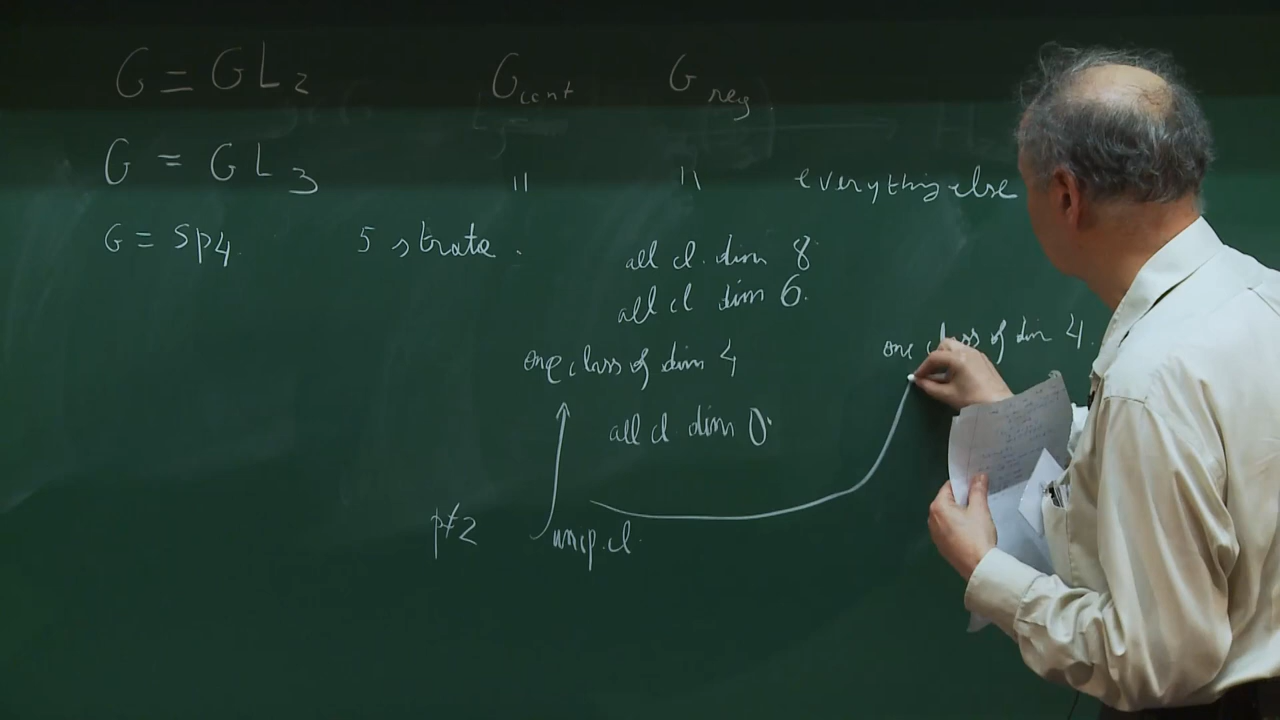 G = GL2 Gcent Greg
G = GL3 = = everything else
G = Sp4 5 strata. all cl. dim 8
all cl dim 6.
one class of dim 4 one class of dim 4.
all cl dim 0
p≠2 unip. cl.